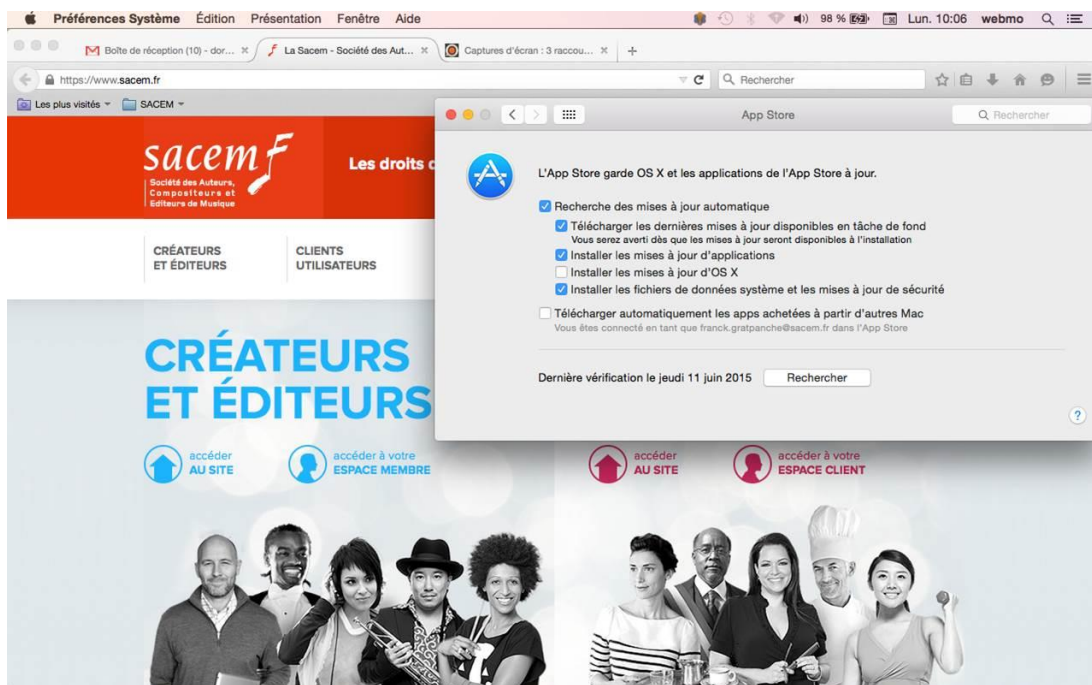 Préférences Système Édition Présentation Fenêtre Aide 98 % Lun. 10:06 webmo
Boîte de réception (10) - dor... La Sacem - Société des Aut... Captures d'écran : 3 raccou...
https://www.sacem.fr Rechercher
Les plus visités SACEM
App Store Rechercher
L'App Store garde OS X et les applications de l'App Store à jour.
Recherche des mises à jour automatique
Télécharger les dernières mises à jour disponibles en tâche de fond
Vous serez averti dès que les mises à jour seront disponibles à l'installation
Installer les mises à jour d'applications
Installer les mises à jour d'OS X
Installer les fichiers de données système et les mises à jour de sécurité
Télécharger automatiquement les apps achetées à partir d'autres Mac
Vous êtes connecté en tant que franck.gratpanche@sacem.fr dans l'App Store
Dernière vérification le jeudi 11 juin 2015 Rechercher
?
sacem
Société des Auteurs,
Compositeurs et
Editeurs de Musique
Les droits
CRÉATEURS
ET ÉDITEURS
CLIENTS
UTILISATEURS
CRÉATEURS
ET ÉDITEURS
accéder
AU SITE
accéder à votre
ESPACE MEMBRE
accéder
AU SITE
accéder à votre
ESPACE CLIENT